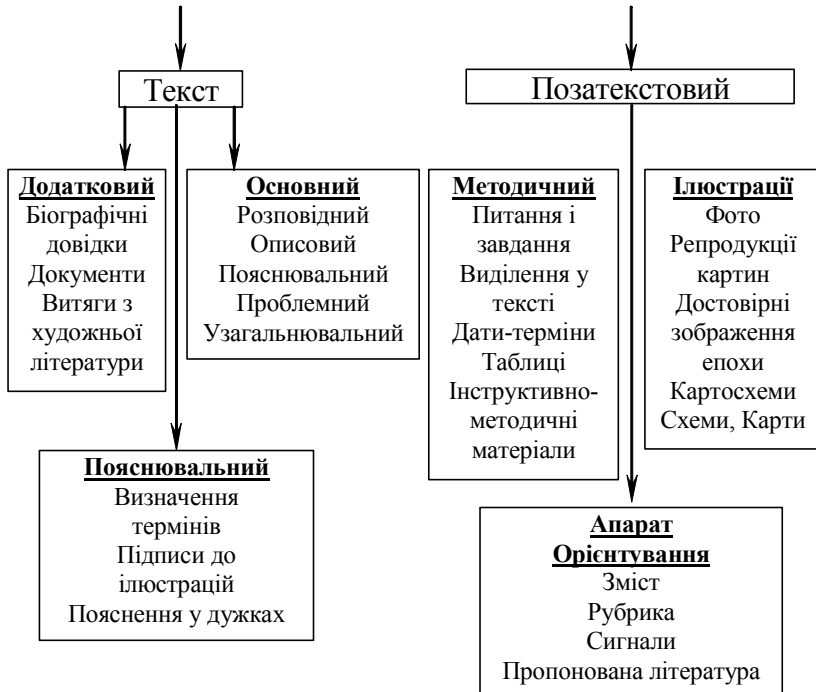 Текст
Позатекстовий
Додатковий
Біографічні
довідки
Документи
Витяги з
художньої
літератури
Основний
Розповідний
Описовий
Пояснювальний
Проблемний
Узагальнювальний
Методичний
Питання і
завдання
Виділення у
тексті
Дати-терміни
Таблиці
Інструктивно-
методичні
матеріали
Ілюстрації
Фото
Репродукції
картин
Достовірні
зображення
епохи
Картосхеми
Схеми, Карти
Пояснювальний
Визначення
термінів
Підписи до
ілюстрацій
Пояснення у дужках
Апарат
Орієнтування
Зміст
Рубрика
Сигнали
Пропонована література